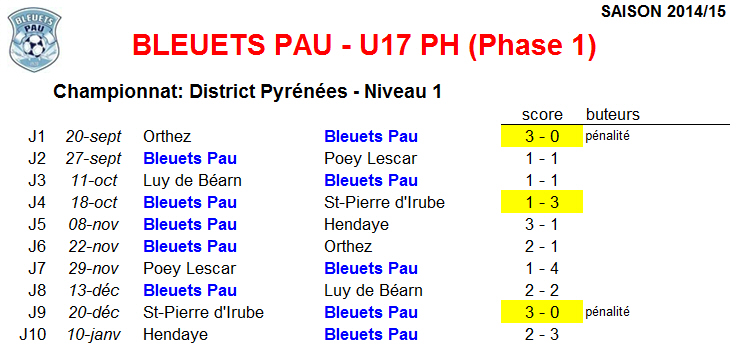 SAISON 2014/15
BLEUETS
PAU
BLEUETS PAU - U17 PH (Phase 1)
Championnat: District Pyrénées - Niveau 1
score buteurs
J1 20-sept Orthez Bleuets Pau 3 - 0 pénalité
J2 27-sept Bleuets Pau Poey Lescar 1 - 1
J3 11-oct Luy de Béarn Bleuets Pau 1 - 1
J4 18-oct Bleuets Pau St-Pierre d'Irube 1 - 3
J5 08-nov Bleuets Pau Hendaye 3 - 1
J6 22-nov Bleuets Pau Orthez 2 - 1
J7 29-nov Poey Lescar Bleuets Pau 1 - 4
J8 13-déc Bleuets Pau Luy de Béarn 2 - 2
J9 20-déc St-Pierre d'Irube Bleuets Pau 3 - 0 pénalité
J10 10-janv Hendaye Bleuets Pau 2 - 3